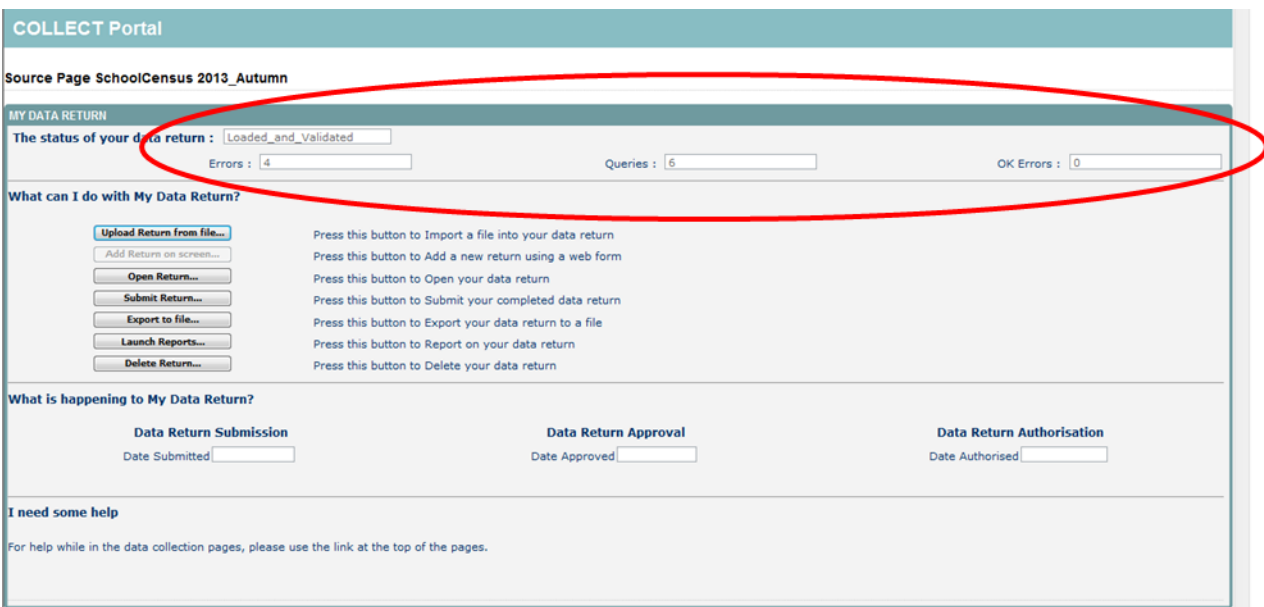 COLLECT Portal
Source Page SchoolCensus 2013_Autumn
MY DATA RETURN
The status of your data return : Loaded_and_Validated
Errors : 4 Queries : 6 OK Errors : 0
What can I do with My Data Return?
Upload Return from file... Press this button to Import a file into your data return
Add Return on screen... Press this button to Add a new return using a web form
Open Return... Press this button to Open your data return
Submit Return... Press this button to Submit your completed data return
Export to file... Press this button to Export your data return to a file
Launch Reports... Press this button to Report on your data return
Delete Return... Press this button to Delete your data return
What is happening to My Data Return?
Data Return Submission Data Return Approval Data Return Authorisation
Date Submitted Date Approved Date Authorised
I need some help
For help while in the data collection pages, please use the link at the top of the pages.